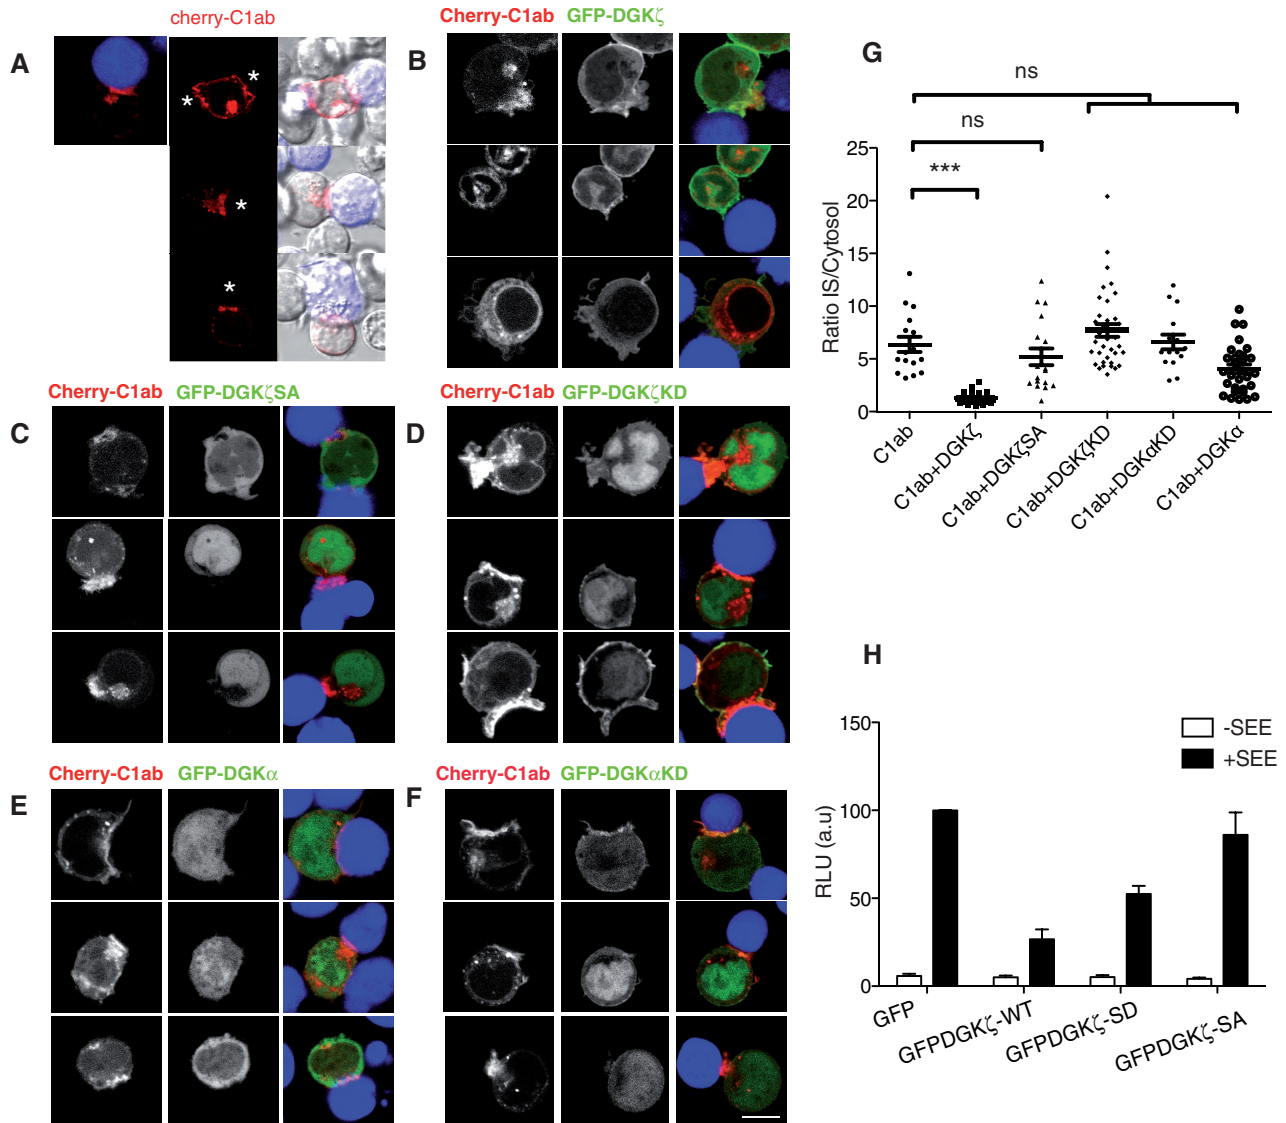 cherry-C1ab
A
*
*
*
*
Cherry-C1ab GFP-DGKζ
B
Cherry-C1ab GFP-DGKζSA
C
Cherry-C1ab GFP-DGKζKD
D
Cherry-C1ab GFP-DGKα
E
Cherry-C1ab GFP-DGKαKD
F
G
ns
ns
***
Ratio IS/Cytosol
25
20
15
10
5
0
C1ab
C1ab+DGKζ
C1ab+DGKζSA
C1ab+DGKζKD
C1ab+DGKαKD
C1ab+DGKα
H
-SEE
+SEE
RLU (a.u)
150
100
50
0
GFP
GFPDGKζ-WT
GFPDGKζ-SD
GFPDGKζ-SA